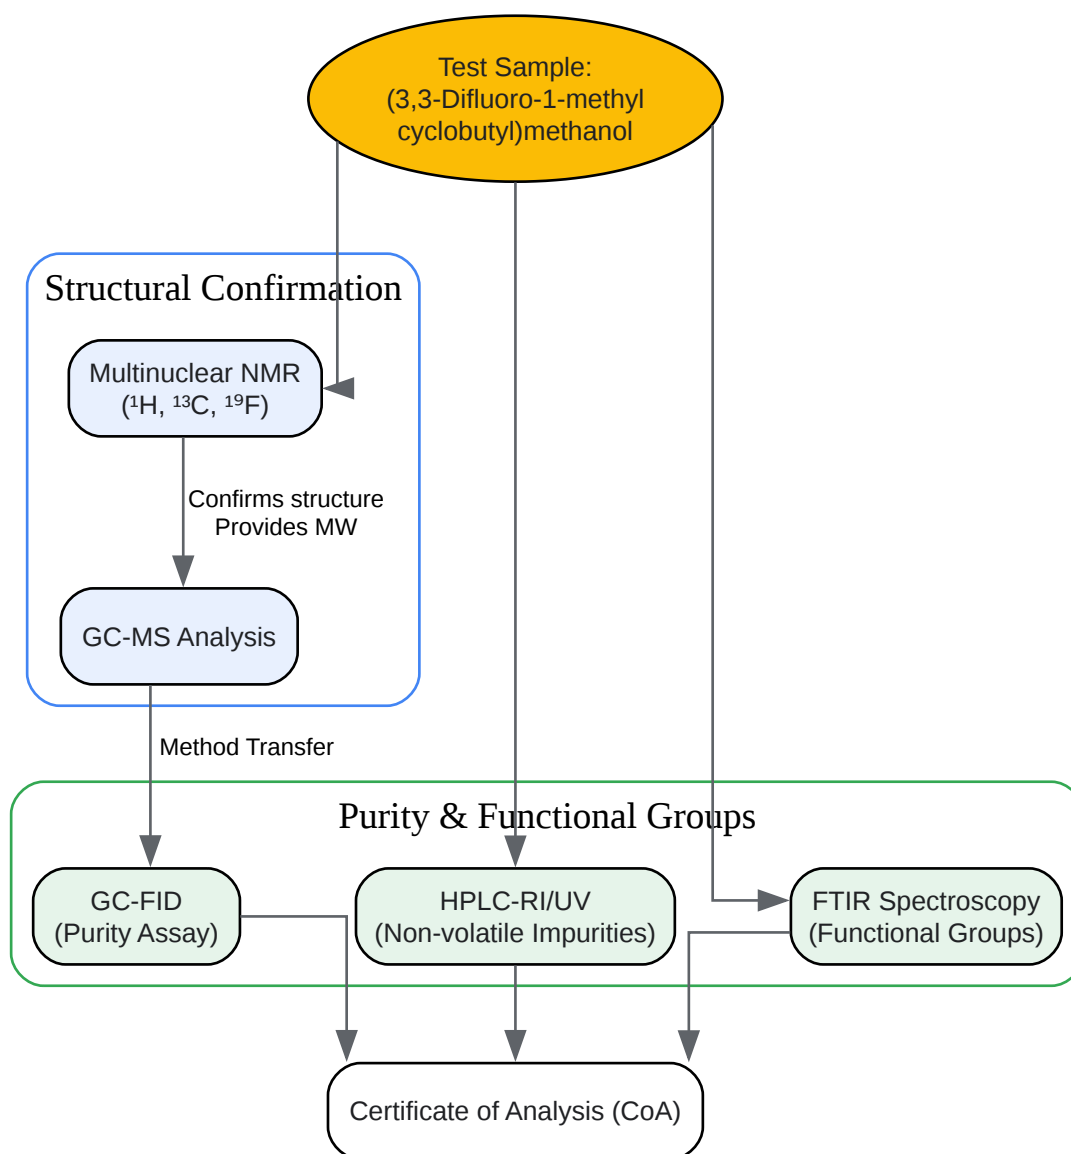 Test Sample:
(3,3-Difluoro-1-methyl
cyclobutyl)methanol
Structural Confirmation
Multinuclear NMR
(¹H, ¹³C, ¹⁹F)
Confirms structure
Provides MW
GC-MS Analysis
Method Transfer
Purity & Functional Groups
GC-FID
(Purity Assay)
HPLC-RI/UV
(Non-volatile Impurities)
FTIR Spectroscopy
(Functional Groups)
Certificate of Analysis (CoA)